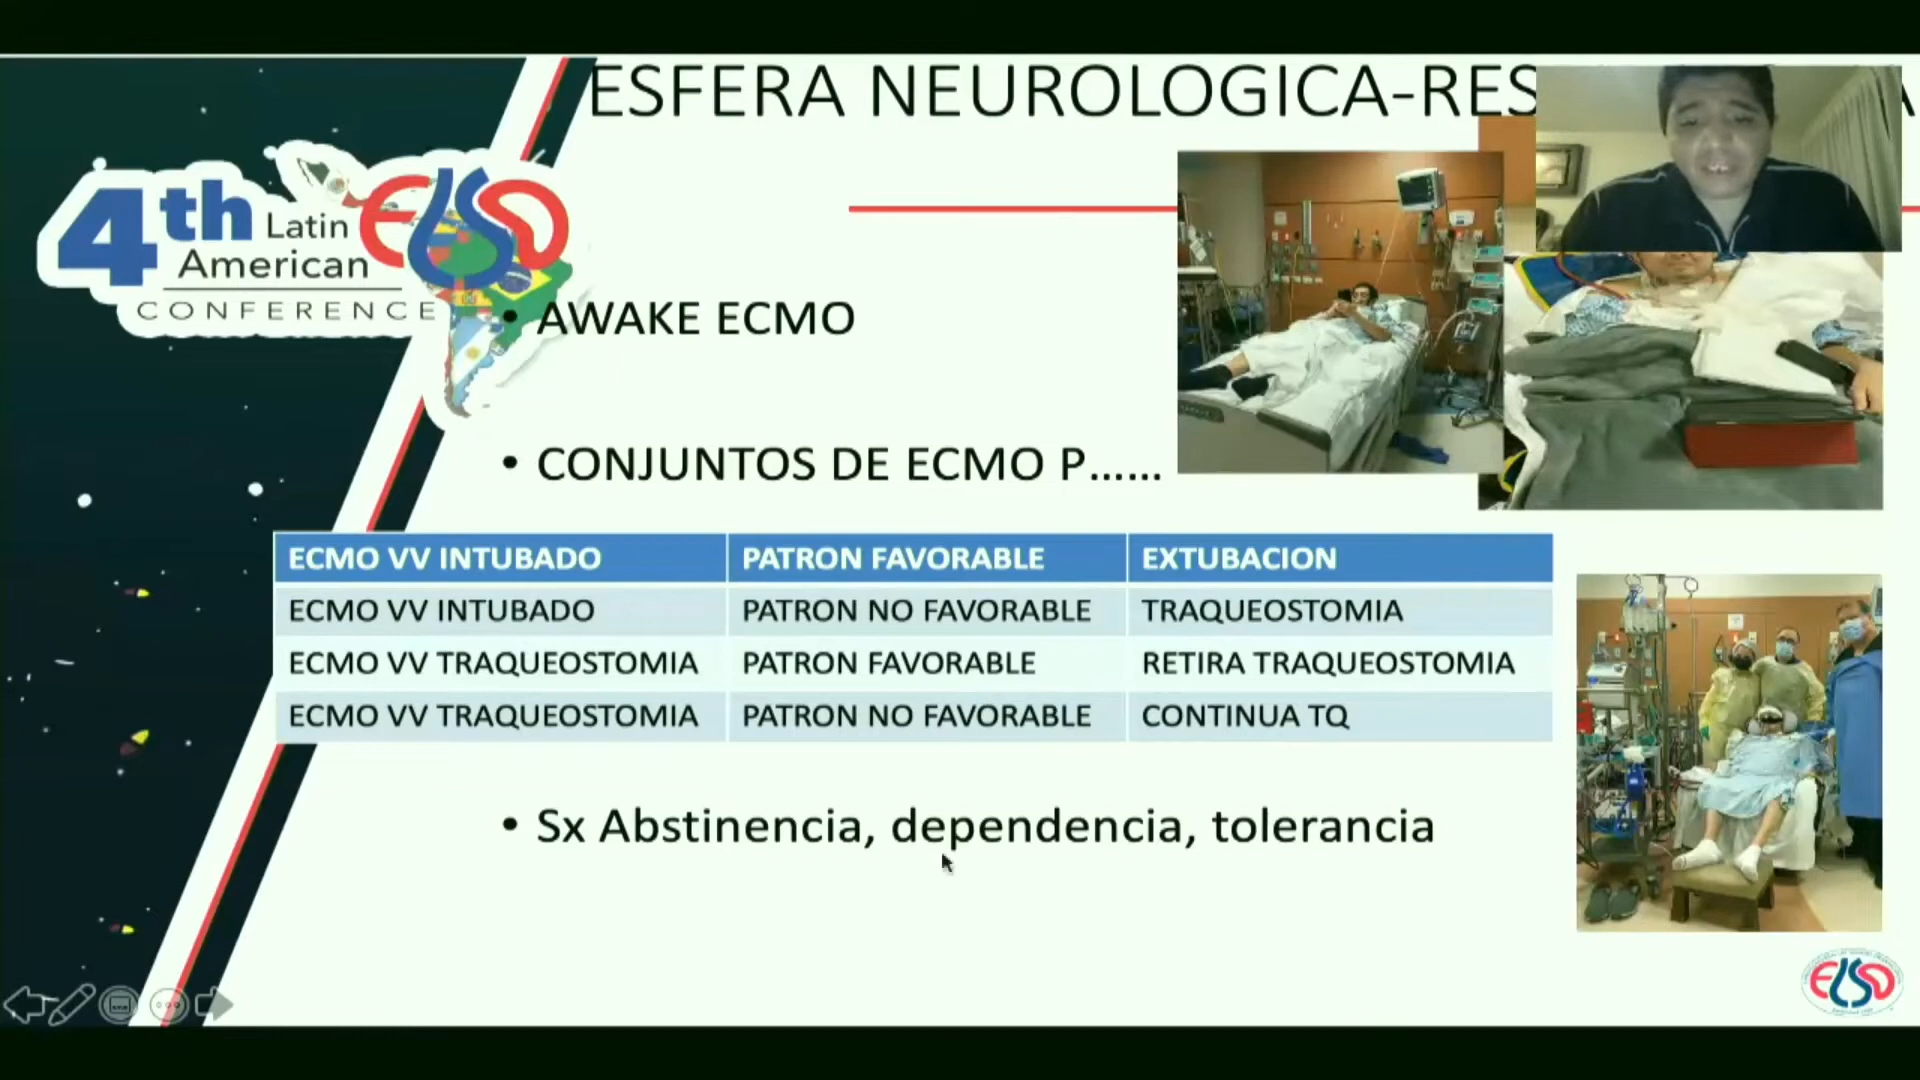 ESFERA NEUROLOGICA-RES
4th Latin American CONFERENCE
ELSO
• AWAKE ECMO
• CONJUNTOS DE ECMO P......
ECMO VV INTUBADO PATRON FAVORABLE EXTUBACION
ECMO VV INTUBADO PATRON NO FAVORABLE TRAQUEOSTOMIA
ECMO VV TRAQUEOSTOMIA PATRON FAVORABLE RETIRA TRAQUEOSTOMIA
ECMO VV TRAQUEOSTOMIA PATRON NO FAVORABLE CONTINUA TQ
• Sx Abstinencia, dependencia, tolerancia
ELSO